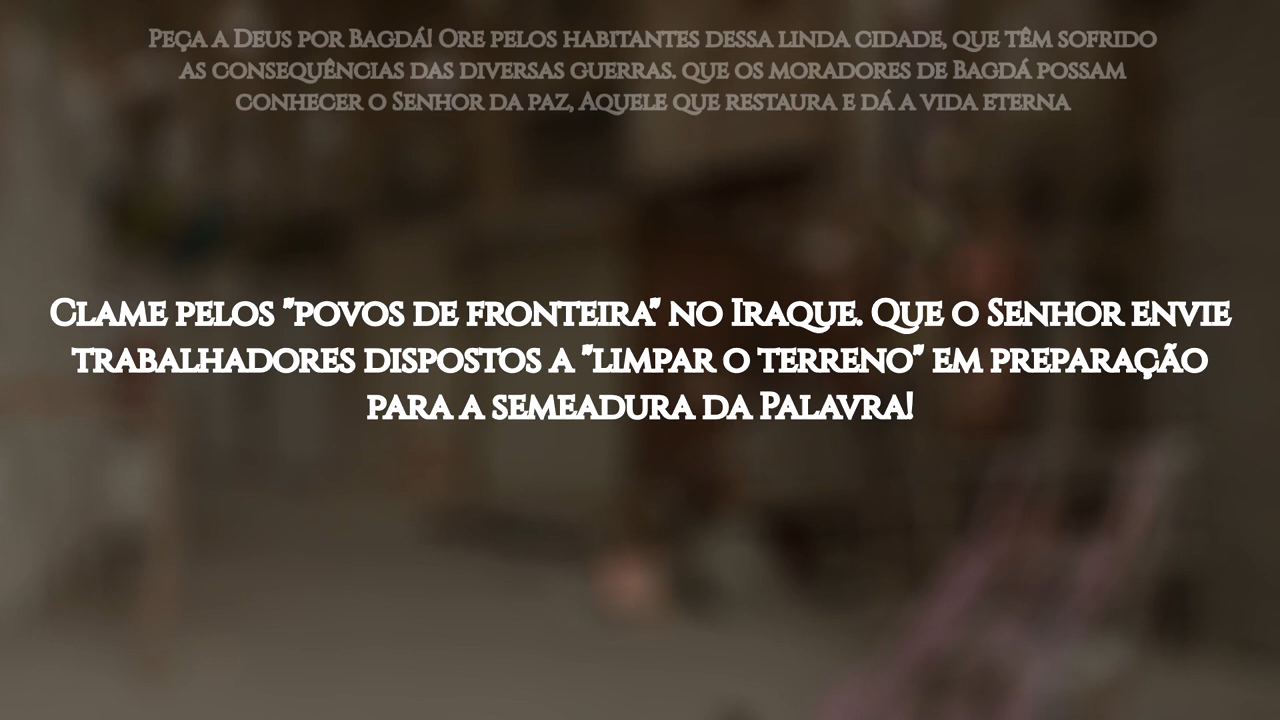 Peça a Deus por Bagdá! Ore pelos habitantes dessa linda cidade, que têm sofrido
as consequências das diversas guerras. que os moradores de Bagdá possam
conhecer o Senhor da paz, Aquele que restaura e dá a vida eterna
Clame pelos "povos de fronteira" no Iraque. Que o Senhor envie
trabalhadores dispostos a "limpar o terreno" em preparação
para a semeadura da Palavra!